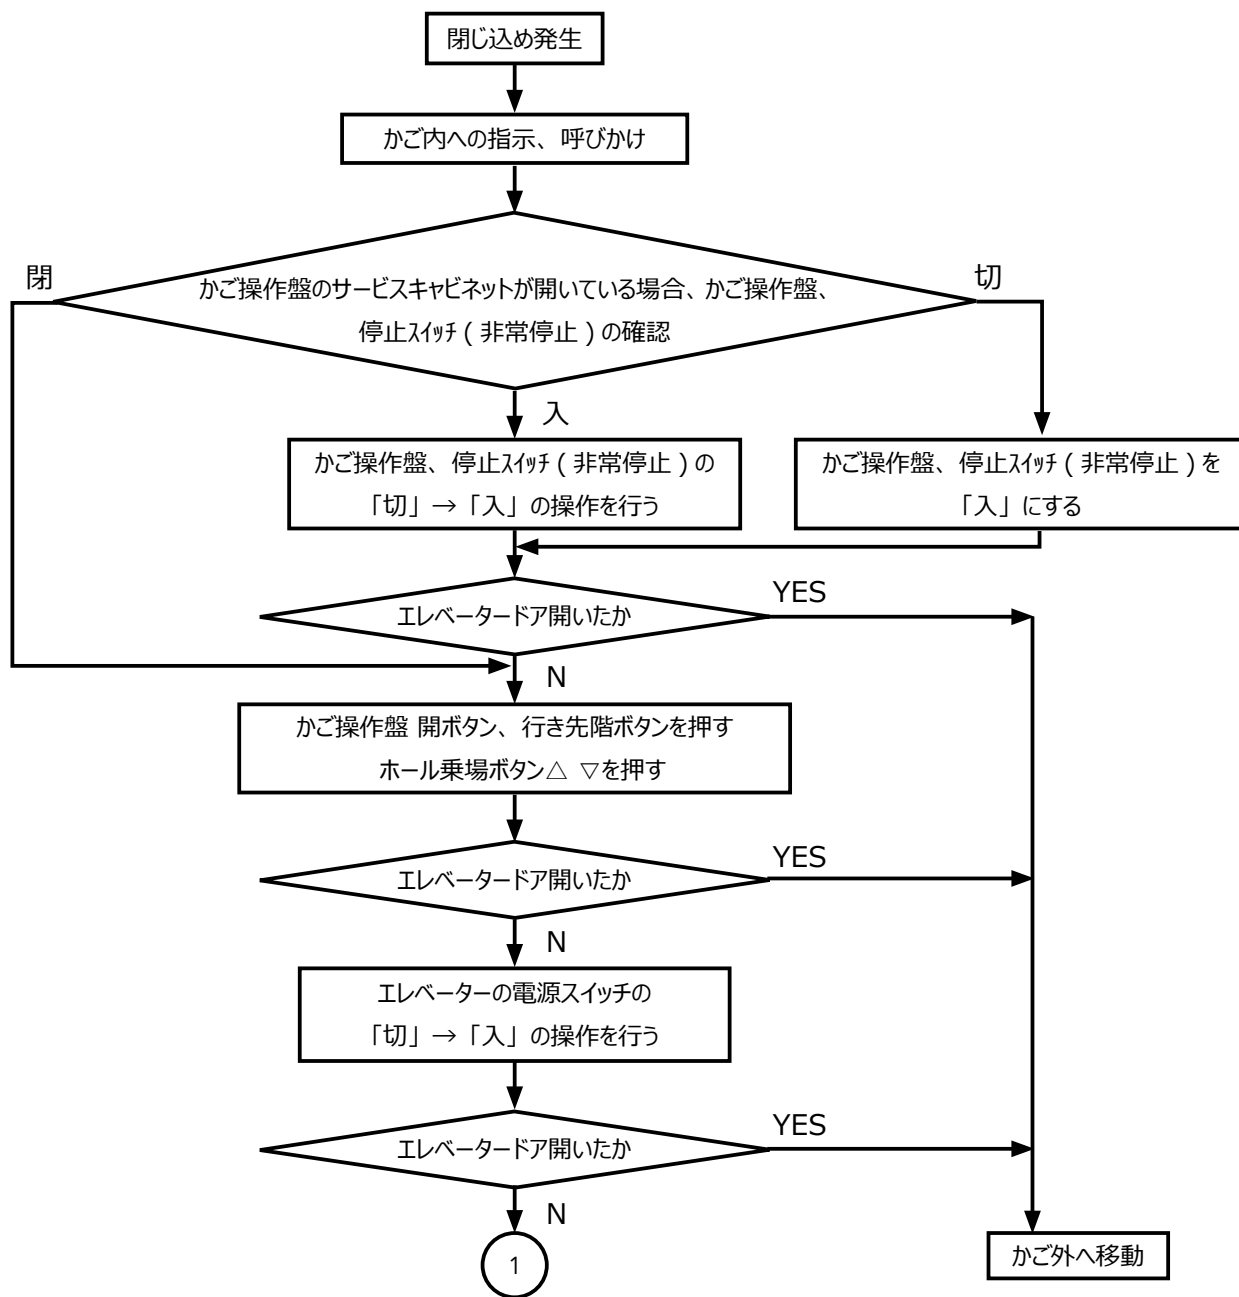 閉じ込め発生
かご内への指示、呼びかけ
閉
切
かご操作盤のサービスキャビネットが開いている場合、かご操作盤、
停止ｽｲｯﾁ ( 非常停止 ) の確認
入
かご操作盤、停止ｽｲｯﾁ ( 非常停止 ) の
「切」→「入」の操作を行う
かご操作盤、停止ｽｲｯﾁ ( 非常停止 ) を
「入」にする
エレベータードア開いたか
YES
N
かご操作盤 開ボタン、行き先階ボタンを押す
ホール乗場ボタン△ ▽を押す
エレベータードア開いたか
YES
N
エレベーターの電源スイッチの
「切」→「入」の操作を行う
エレベータードア開いたか
YES
N
1
かご外へ移動